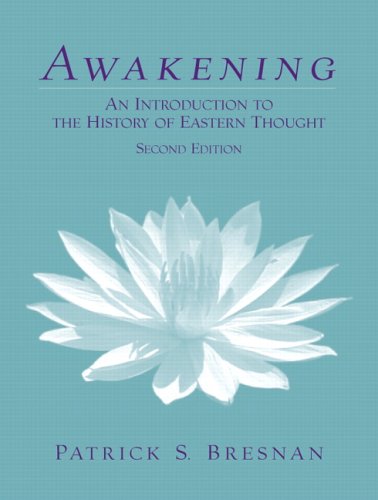 AWAKENING
AN INTRODUCTION TO
THE HISTORY OF EASTERN THOUGHT
SECOND EDITION
PATRICK S. BRESNAN